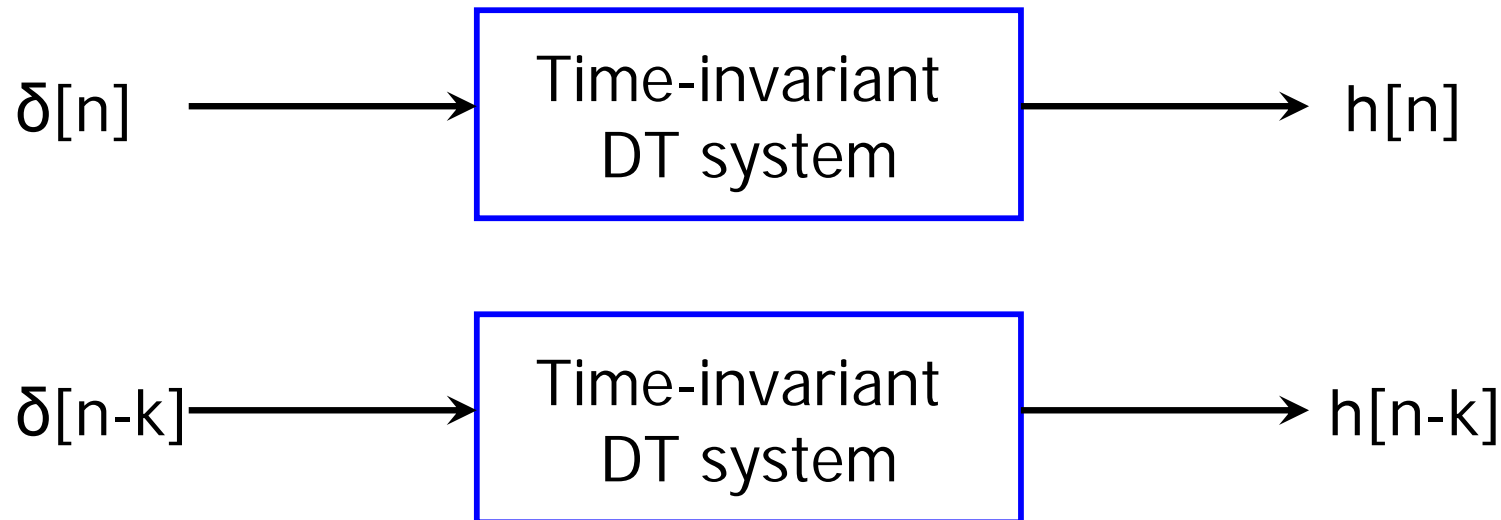 δ[n]
Time-invariant
DT system
h[n]
δ[n-k]
Time-invariant
DT system
h[n-k]